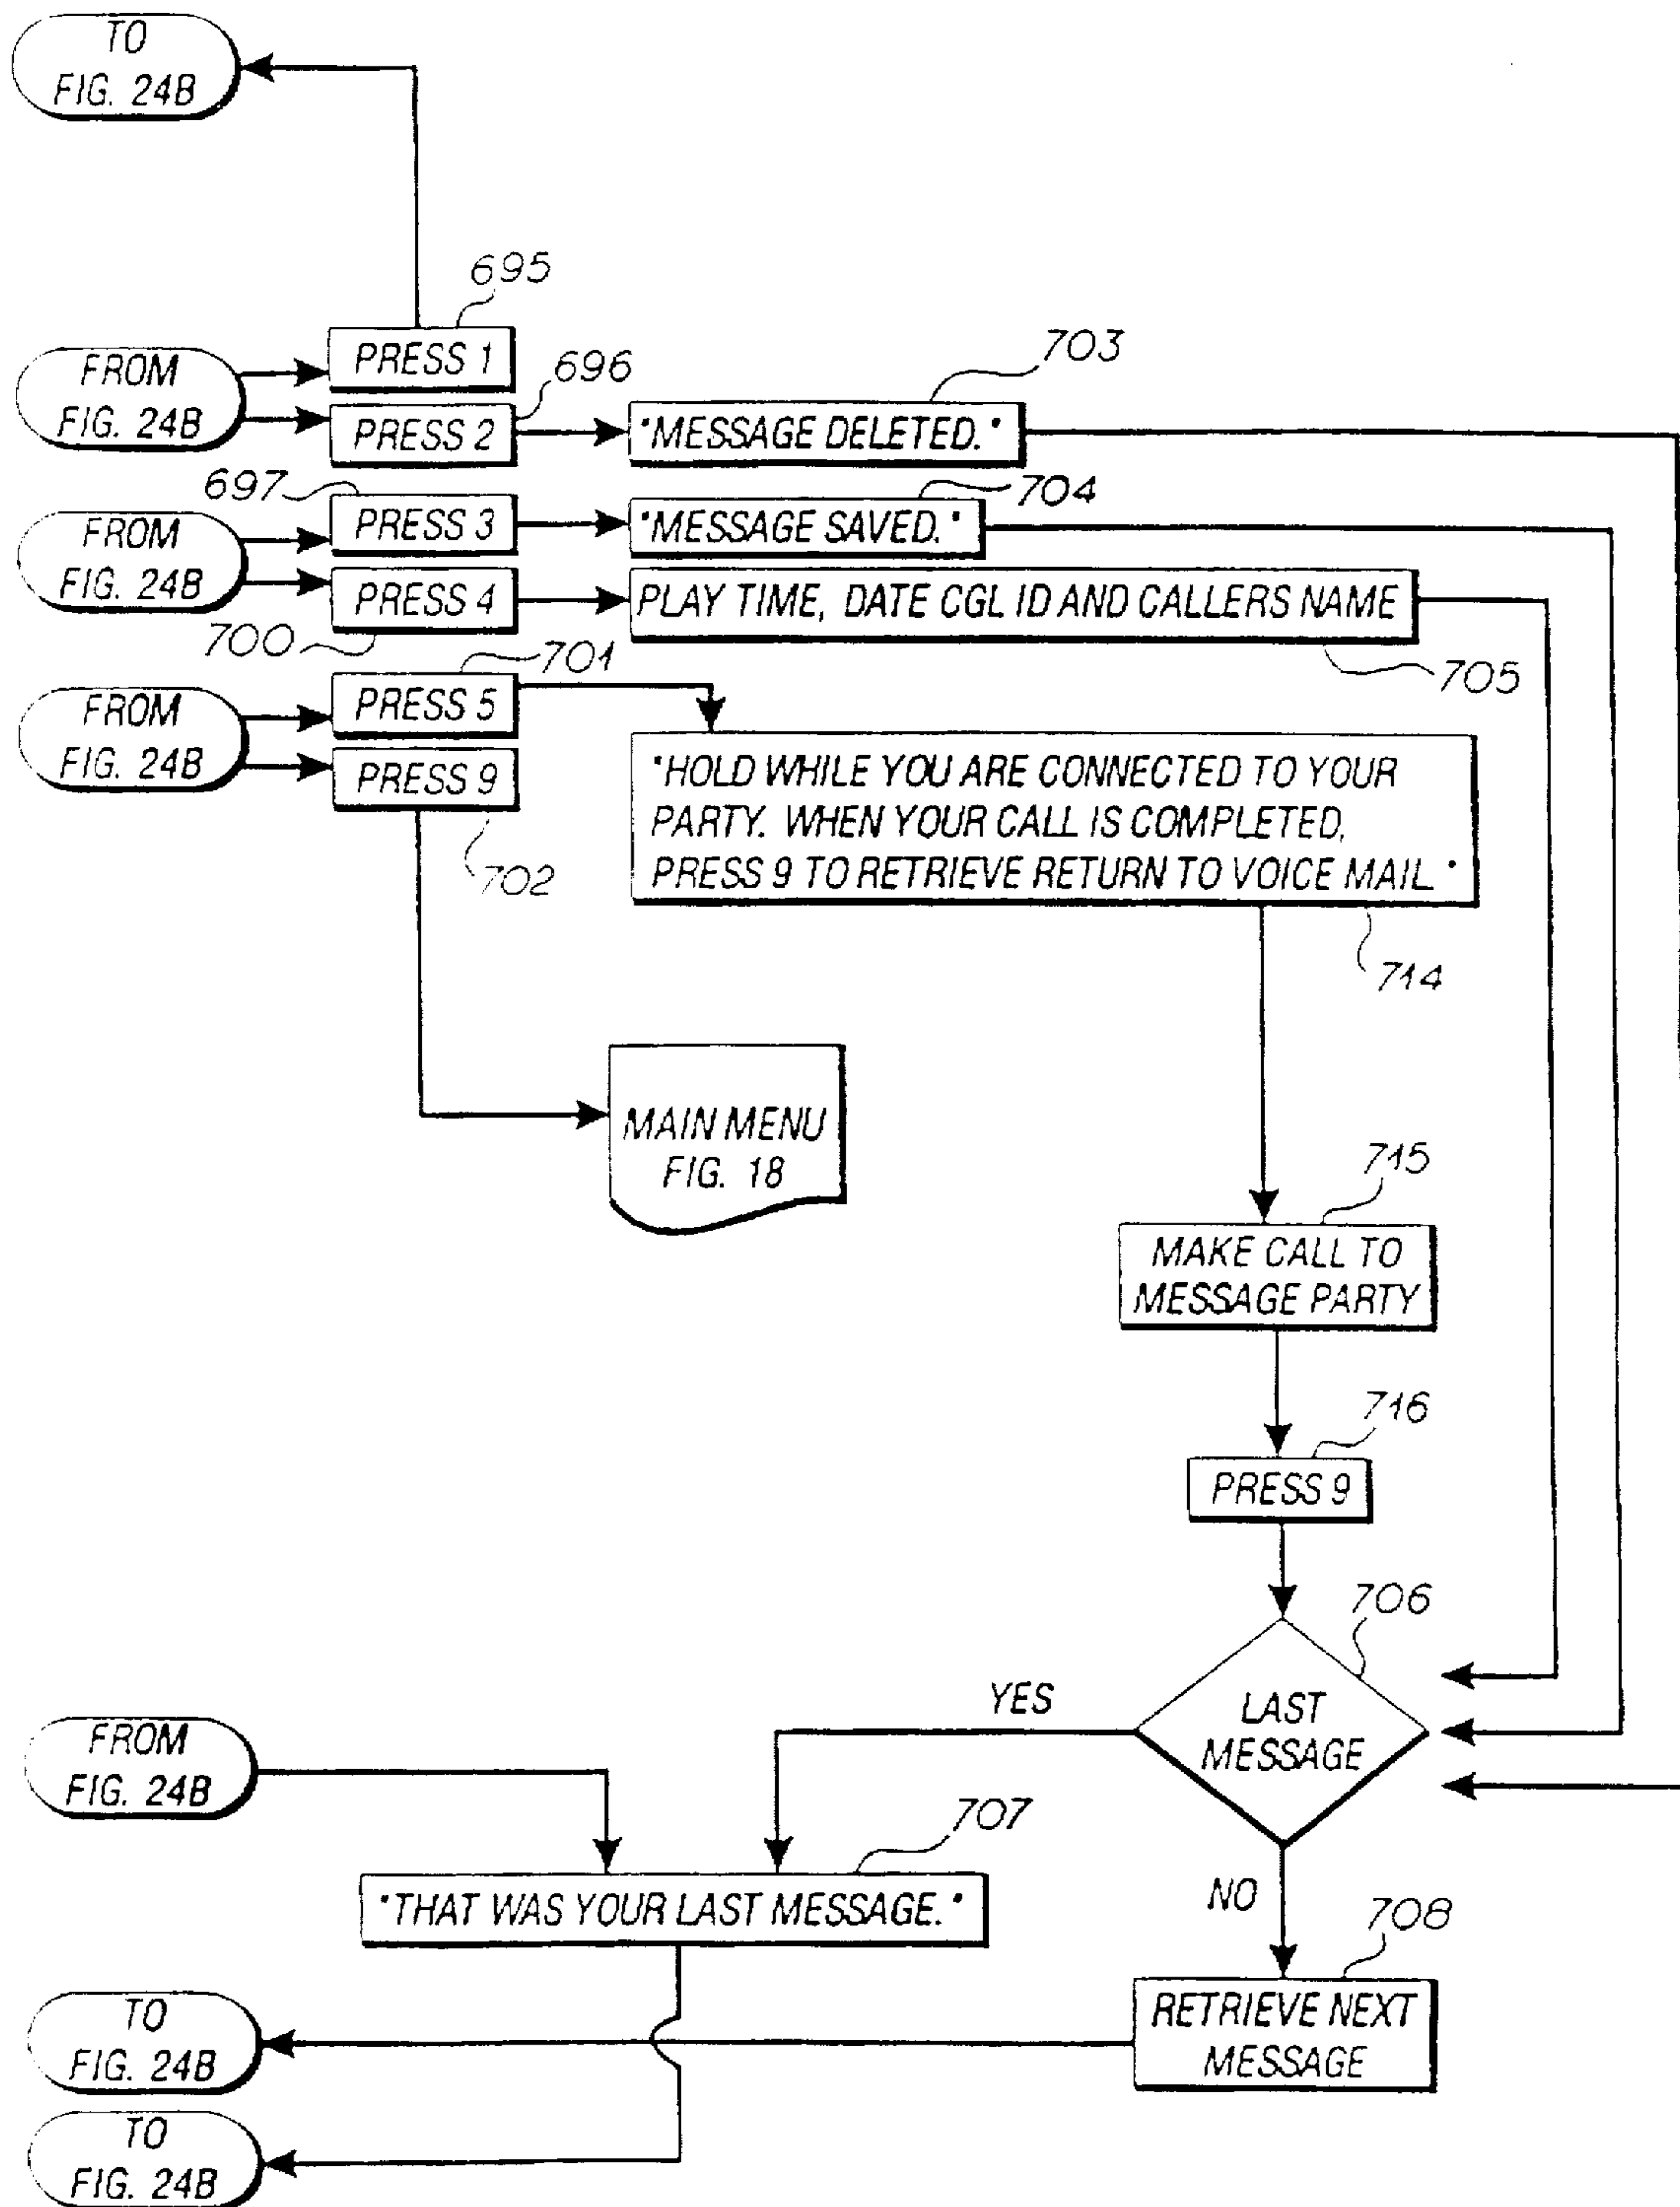 TO
FIG. 24B
695
FROM
FIG. 24B
PRESS 1
696
PRESS 2
703
"MESSAGE DELETED."
697
FROM
FIG. 24B
PRESS 3
704
"MESSAGE SAVED."
PRESS 4
700
PLAY TIME, DATE CGL ID AND CALLERS NAME
705
701
FROM
FIG. 24B
PRESS 5
PRESS 9
702
"HOLD WHILE YOU ARE CONNECTED TO YOUR
PARTY. WHEN YOUR CALL IS COMPLETED,
PRESS 9 TO RETRIEVE RETURN TO VOICE MAIL "
714
MAIN MENU
FIG. 18
715
MAKE CALL TO
MESSAGE PARTY
716
PRESS 9
706
LAST
MESSAGE
YES
FROM
FIG. 24B
707
"THAT WAS YOUR LAST MESSAGE."
NO
708
RETRIEVE NEXT
MESSAGE
TO
FIG. 24B
TO
FIG. 24B